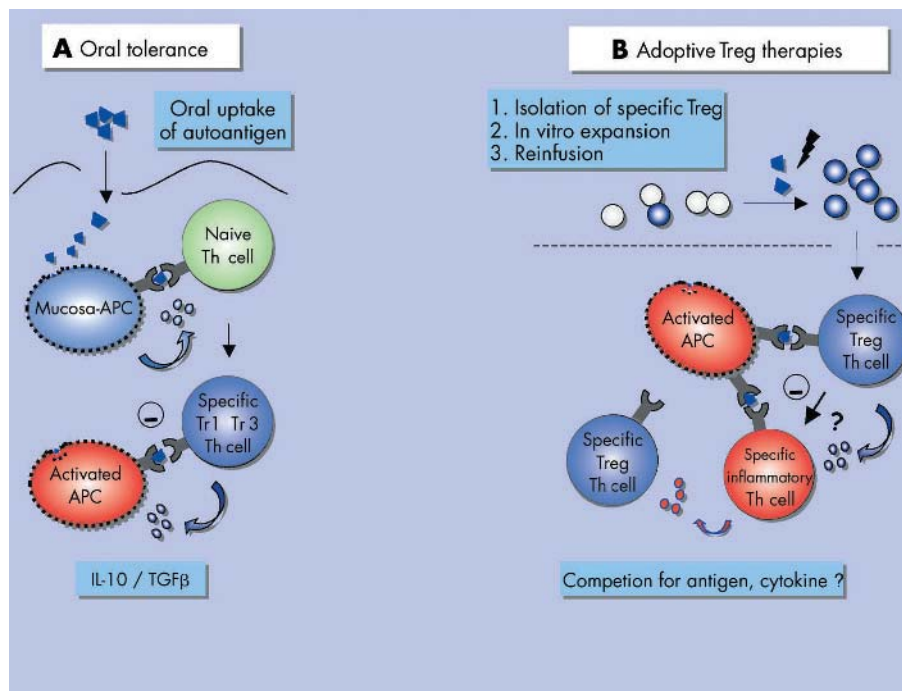 A Oral tolerance
Oral uptake
of autoantigen
Naive
Th cell
Mucosa-APC
Specific
Tr1 Tr3
Th cell
Activated
APC
IL-10 / TGFβ
B Adoptive Treg therapies
1. Isolation of specific Treg
2. In vitro expansion
3. Reinfusion
Activated
APC
Specific
Treg
Th cell
?
Specific
Treg
Th cell
Specific
inflammatory
Th cell
Competion for antigen, cytokine ?